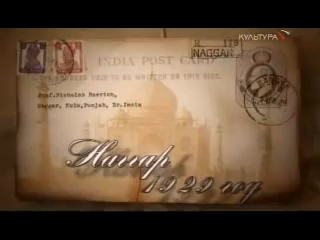 КУЛЬТУРА
INDIA POST CARD
NAGGAR
Prof.Nicholas Roerich,
Naggar, Kulu, Punjab, Br.India
Наггар
1929 год